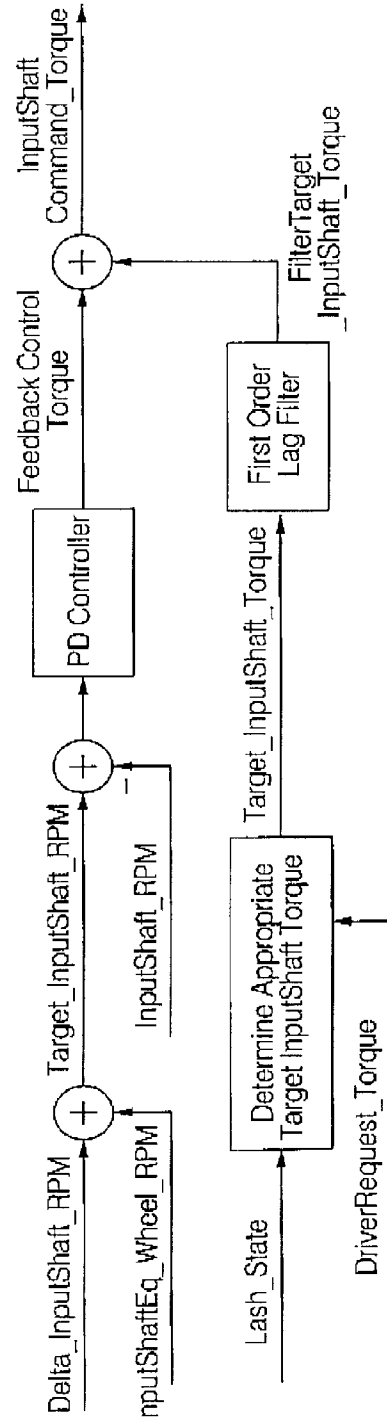 Delta_InputShaft_RPM
nputShaftEq_Wheel_RPM
+
Target_InputShaft_RPM
InputShaft_RPM
+
–
PD Controller
Feedback Control
Torque
+
InputShaft
Command_Torque
Lash_State
DriverRequest_Torque
Determine Appropriate
Target InputShaft Torque
Target_InputShaft_Torque
First Order
Lag Filter
FilterTarget
_InputShaft_Torque